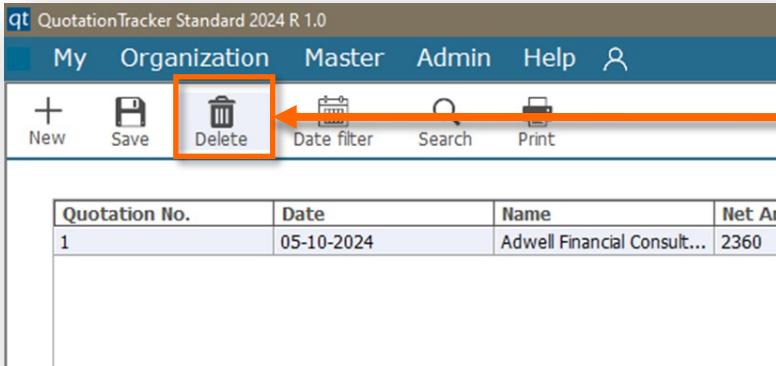 qt QuotationTracker Standard 2024 R 1.0
My Organization Master Admin Help
New Save Delete Date filter Search Print
Quotation No. Date Name Net
1 05-10-2024 Adwell Financial Consult... 2360